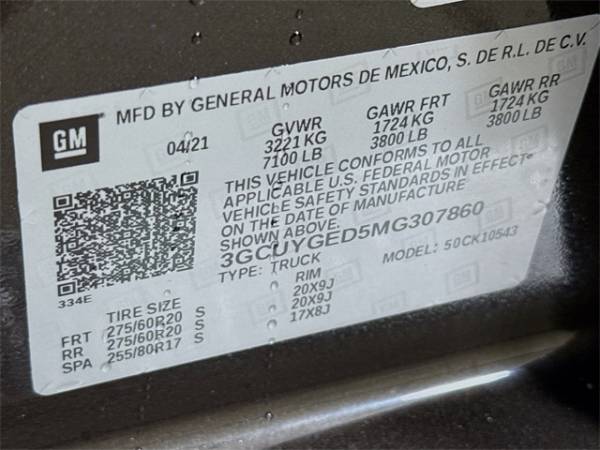 MFD BY GENERAL MOTORS DE MEXICO, S. DE R.L. DE C.V.
GM
04/21 GVWR GAWR FRT GAWR RR
3221 KG 1724 KG 1724 KG
7100 LB 3800 LB 3800 LB
THIS VEHICLE CONFORMS TO ALL
APPLICABLE U.S. FEDERAL MOTOR
VEHICLE SAFETY STANDARDS IN EFFECT
ON THE DATE OF MANUFACTURE
SHOWN ABOVE.
3GCUYGED5MG307860
TYPE: TRUCK MODEL: 50CK10543
334E
TIRE SIZE RIM
FRT 275/60R20 S 20X9J
RR 275/60R20 S 20X9J
SPA 255/80R17 S 17X8J